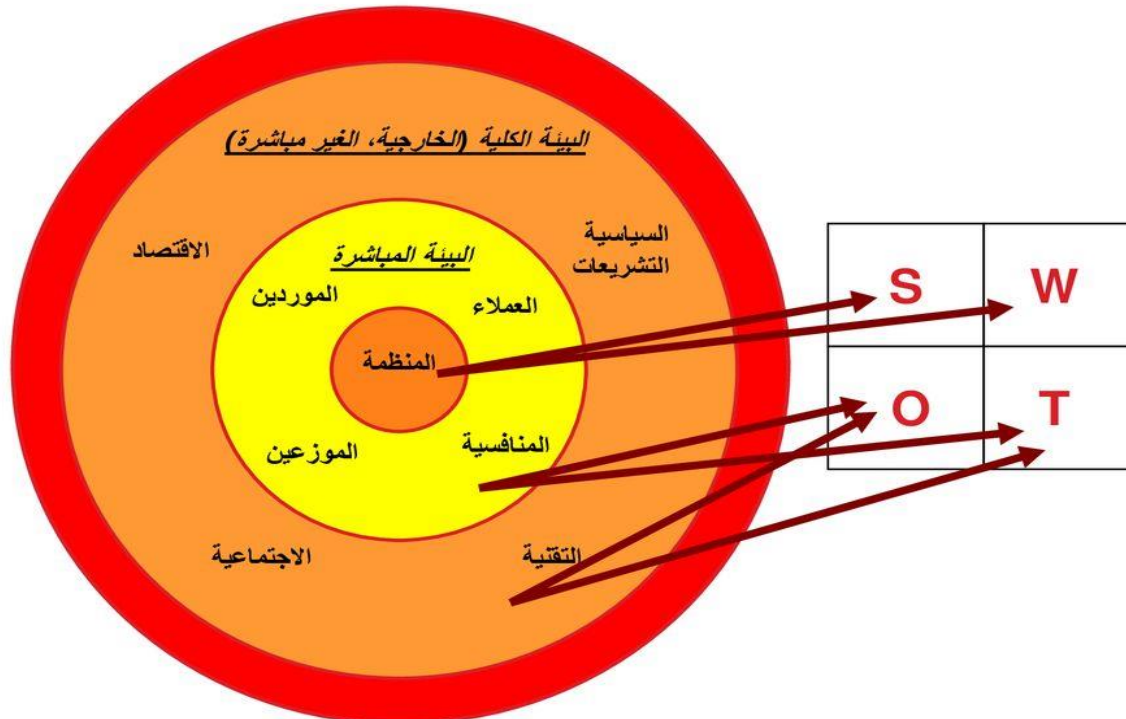 البيئة الكلية (الخارجية، الغير مباشرة)
السياسية
التشريعات
الاقتصاد
البيئة المباشرة
العملاء
الموردين
المنظمة
المنافسية
الموزعين
التقنية
الاجتماعية
S W
O T